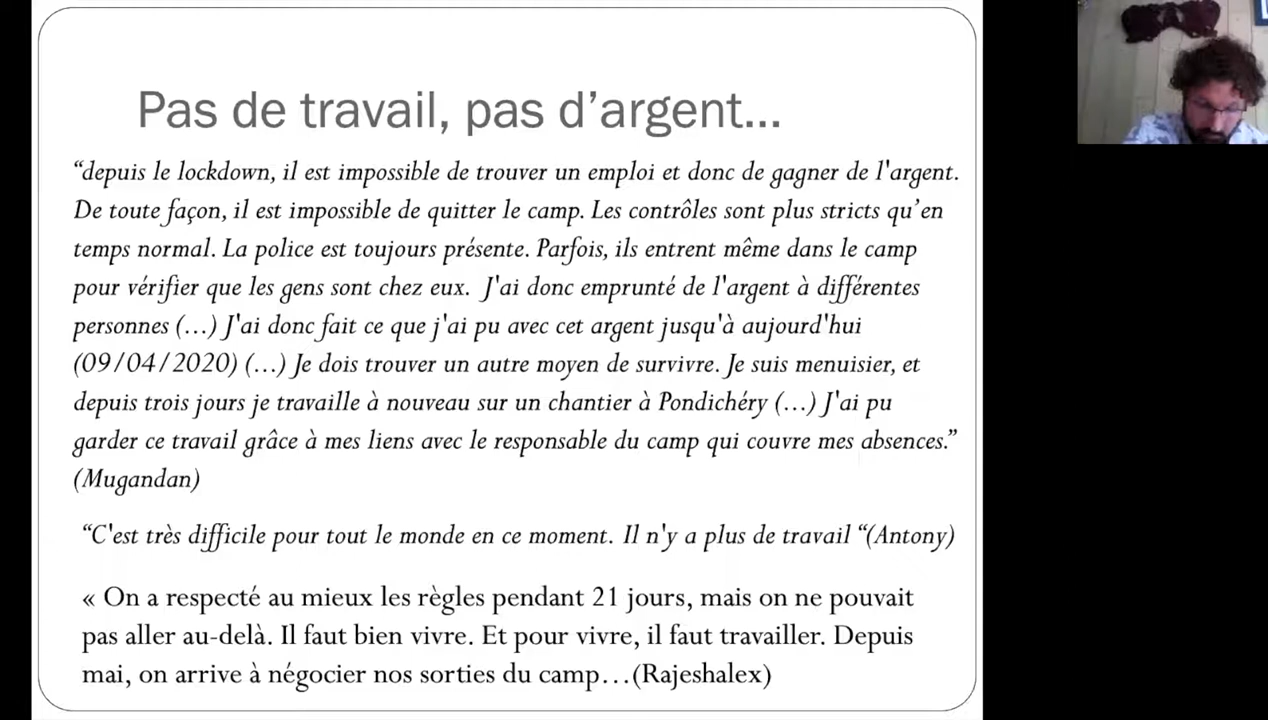 Pas de travail, pas d’argent…
“depuis le lockdown, il est impossible de trouver un emploi et donc de gagner de l'argent.
De toute façon, il est impossible de quitter le camp. Les contrôles sont plus stricts qu’en
temps normal. La police est toujours présente. Parfois, ils entrent même dans le camp
pour vérifier que les gens sont chez eux. J'ai donc emprunté de l'argent à différentes
personnes (…) J'ai donc fait ce que j'ai pu avec cet argent jusqu'à aujourd'hui
(09/04/2020) (…) Je dois trouver un autre moyen de survivre. Je suis menuisier, et
depuis trois jours je travaille à nouveau sur un chantier à Pondichéry (…) J'ai pu
garder ce travail grâce à mes liens avec le responsable du camp qui couvre mes absences.”
(Mugandan)
“C'est très difficile pour tout le monde en ce moment. Il n'y a plus de travail “(Antony)
« On a respecté au mieux les règles pendant 21 jours, mais on ne pouvait
pas aller au-delà. Il faut bien vivre. Et pour vivre, il faut travailler. Depuis
mai, on arrive à négocier nos sorties du camp…(Rajeshalex)